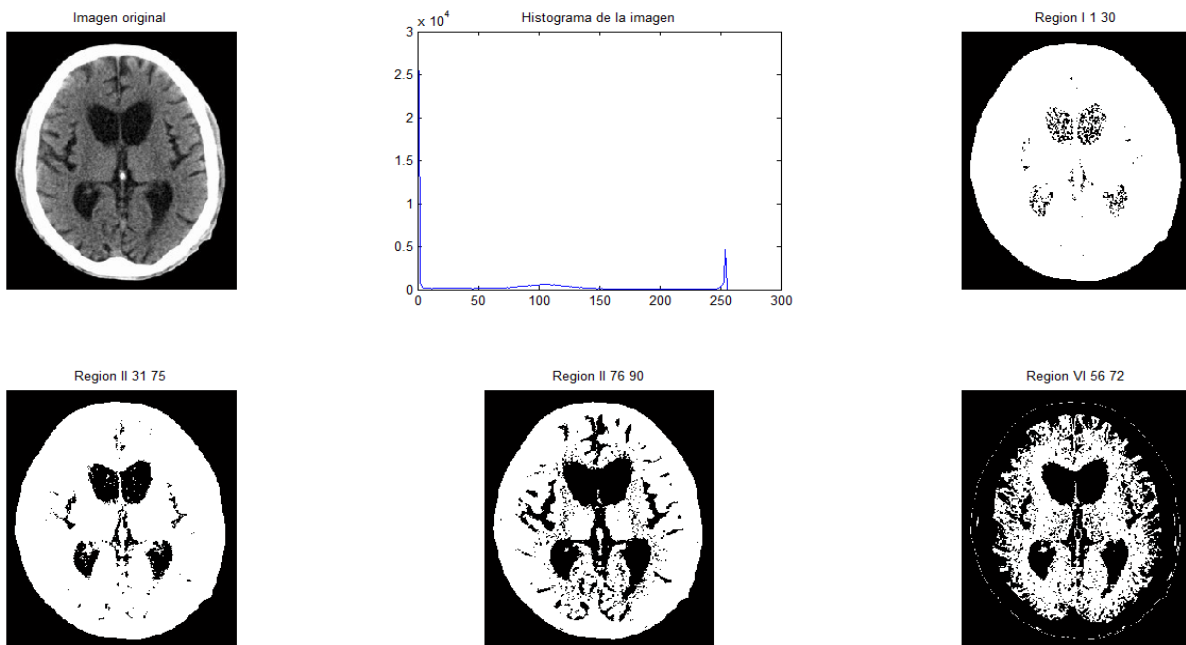 Imagen original
Histograma de la imagen
Region I 1 30
x 10^4
3
2.5
2
1.5
1
0.5
0
0 50 100 150 200 250 300
Region II 31 75
Region II 76 90
Region VI 56 72